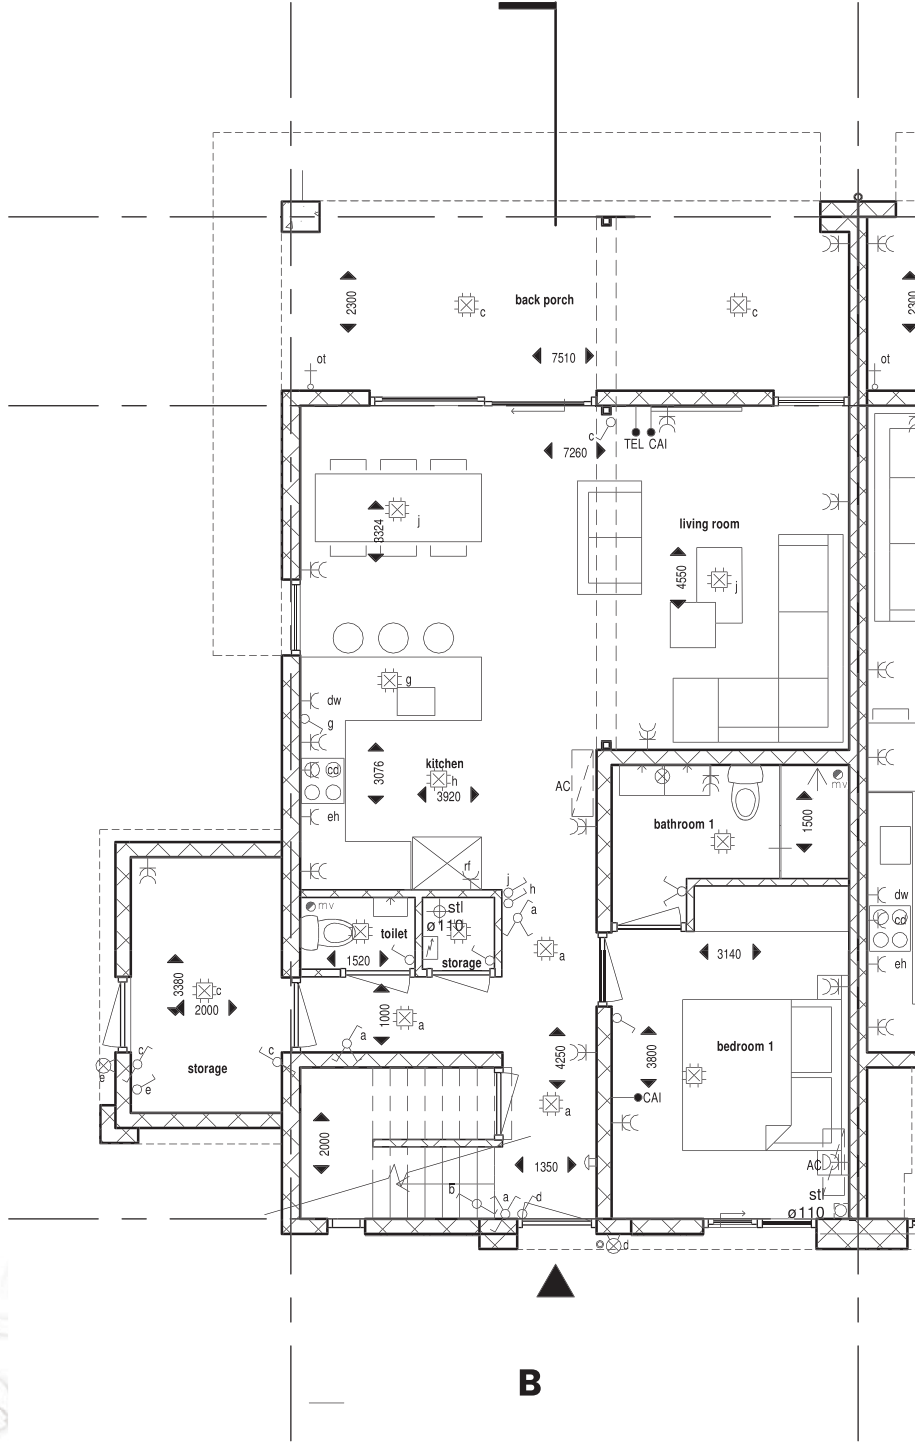 back porch
c
c
2300
2300
7510
ot
ot
c
TEL CAI
7260
living room
3324
j
4550
j
g
dw
g
kitchen
3076
h
3920
cd
AC
eh
rf
bathroom 1
1500
mv
j
h
a
mv
stl
ø110
toilet
storage
1520
a
dw
cd
eh
3140
3380
c
2000
1000
a
a
c
c
e
e
storage
4250
3800
bedroom 1
a
CAI
2000
1350
b
a
d
AC
stl
ø110
d
B